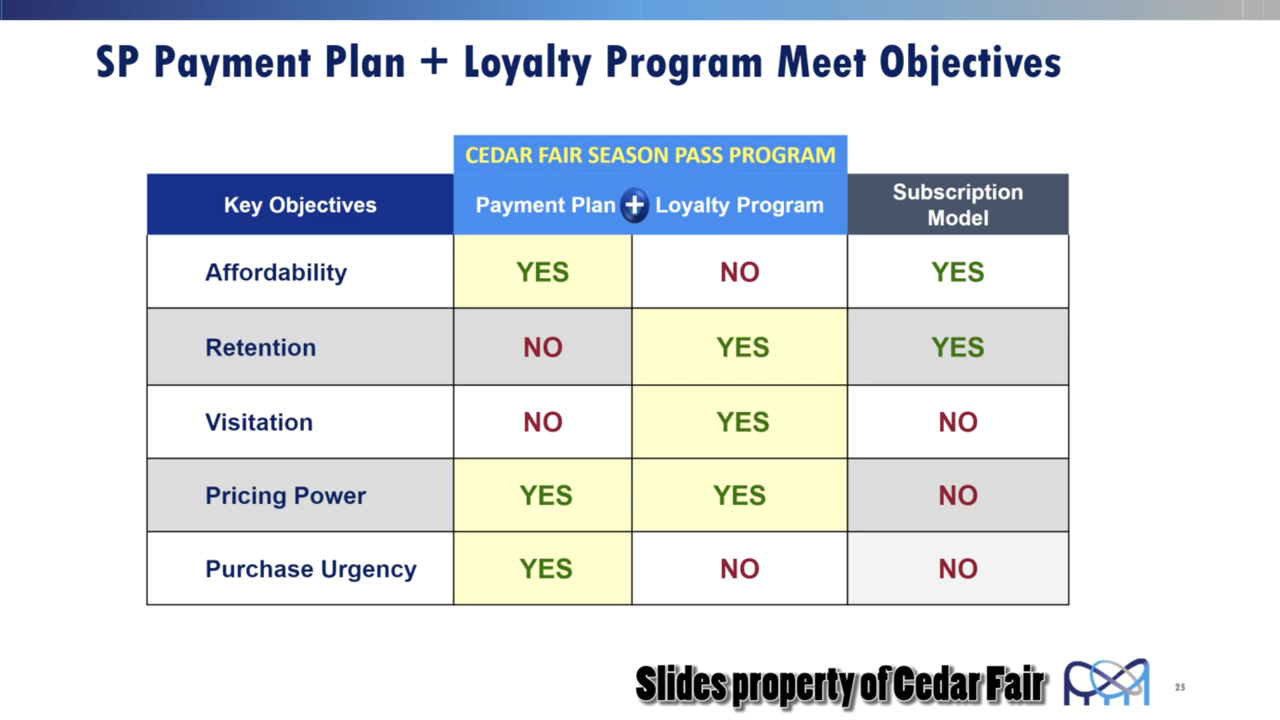 SP Payment Plan + Loyalty Program Meet Objectives
CEDAR FAIR SEASON PASS PROGRAM
Key Objectives
Payment Plan + Loyalty Program
Subscription
Model
Affordability YES NO YES
Retention NO YES YES
Visitation NO YES NO
Pricing Power YES YES NO
Purchase Urgency YES NO NO
Slides property of Cedar Fair
25